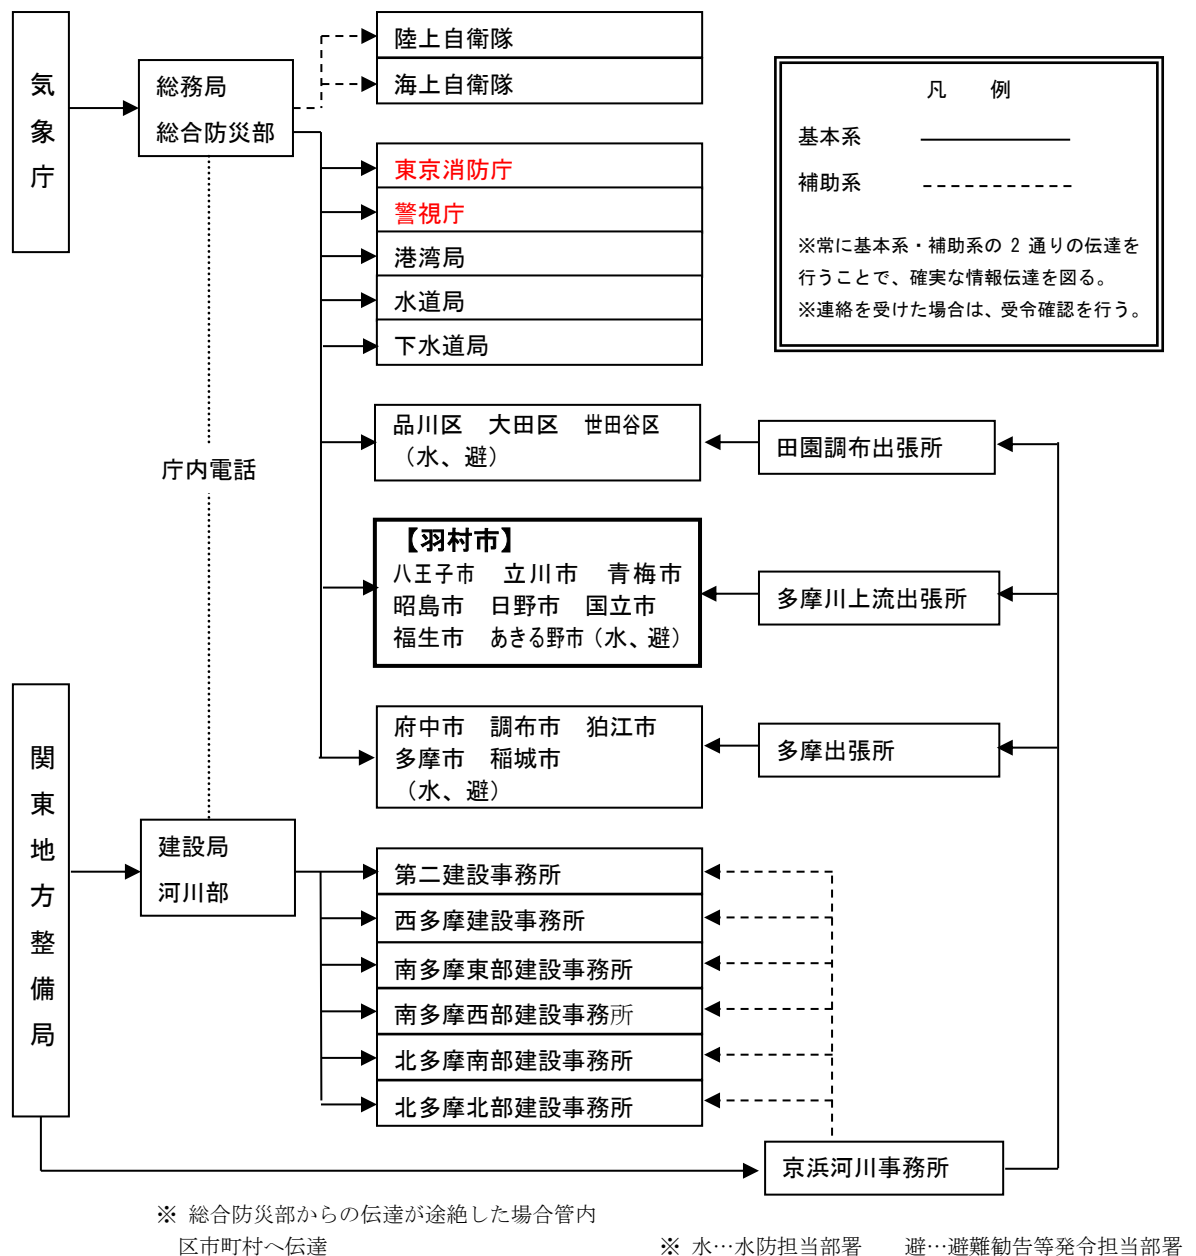 気象庁
総務局
総合防災部
陸上自衛隊
海上自衛隊
凡　例
基本系
補助系
※常に基本系・補助系の 2 通りの伝達を
行うことで、確実な情報伝達を図る。
※連絡を受けた場合は、受令確認を行う。
東京消防庁
警視庁
港湾局
水道局
下水道局
庁内電話
品川区　大田区　世田谷区
（水、避）
田園調布出張所
【羽村市】
八王子市　立川市　青梅市
昭島市　日野市　国立市
福生市　あきる野市（水、避）
多摩川上流出張所
府中市　調布市　狛江市
多摩市　稲城市
（水、避）
多摩出張所
関東地方整備局
建設局
河川部
第二建設事務所
西多摩建設事務所
南多摩東部建設事務所
南多摩西部建設事務所
北多摩南部建設事務所
北多摩北部建設事務所
京浜河川事務所
※ 総合防災部からの伝達が途絶した場合管内
区市町村へ伝達
※ 水…水防担当部署　避…避難勧告等発令担当部署